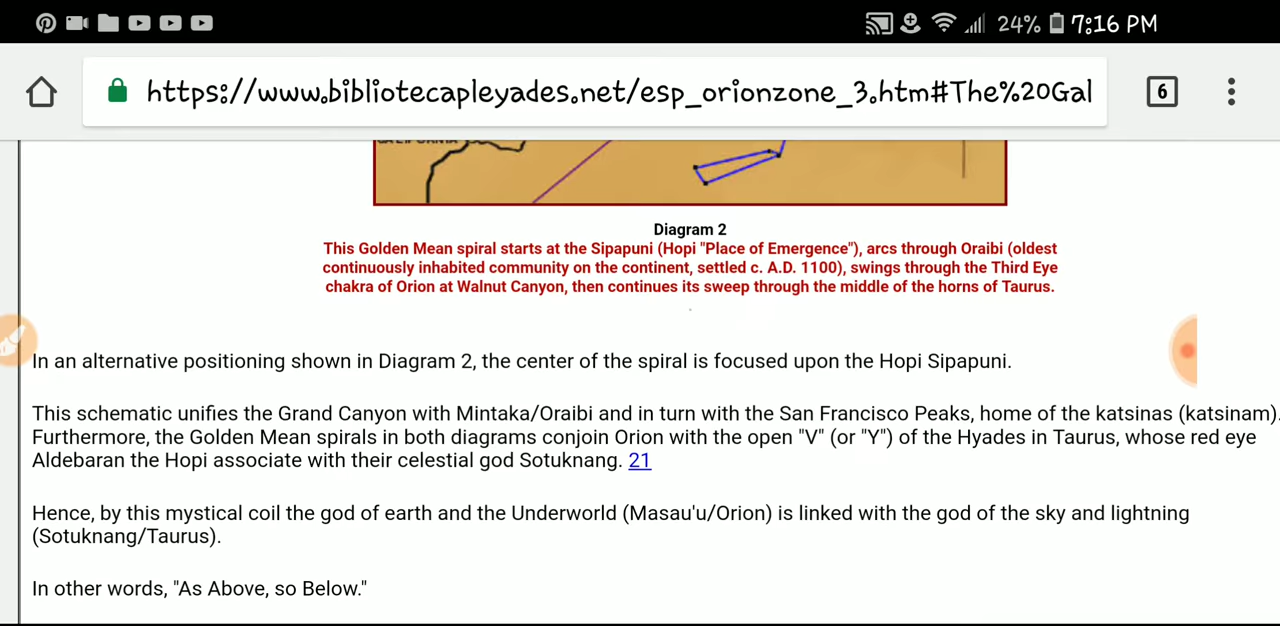 24% 7:16 PM
https://www.bibliotecapleyades.net/esp_orionzone_3.htm#The%20Gal
6
CALIFORNIA
Diagram 2
This Golden Mean spiral starts at the Sipapuni (Hopi "Place of Emergence"), arcs through Oraibi (oldest
continuously inhabited community on the continent, settled c. A.D. 1100), swings through the Third Eye
chakra of Orion at Walnut Canyon, then continues its sweep through the middle of the horns of Taurus.
In an alternative positioning shown in Diagram 2, the center of the spiral is focused upon the Hopi Sipapuni.
This schematic unifies the Grand Canyon with Mintaka/Oraibi and in turn with the San Francisco Peaks, home of the katsinas (katsinam).
Furthermore, the Golden Mean spirals in both diagrams conjoin Orion with the open "V" (or "Y") of the Hyades in Taurus, whose red eye
Aldebaran the Hopi associate with their celestial god Sotuknang. 21
Hence, by this mystical coil the god of earth and the Underworld (Masau'u/Orion) is linked with the god of the sky and lightning
(Sotuknang/Taurus).
In other words, "As Above, so Below."